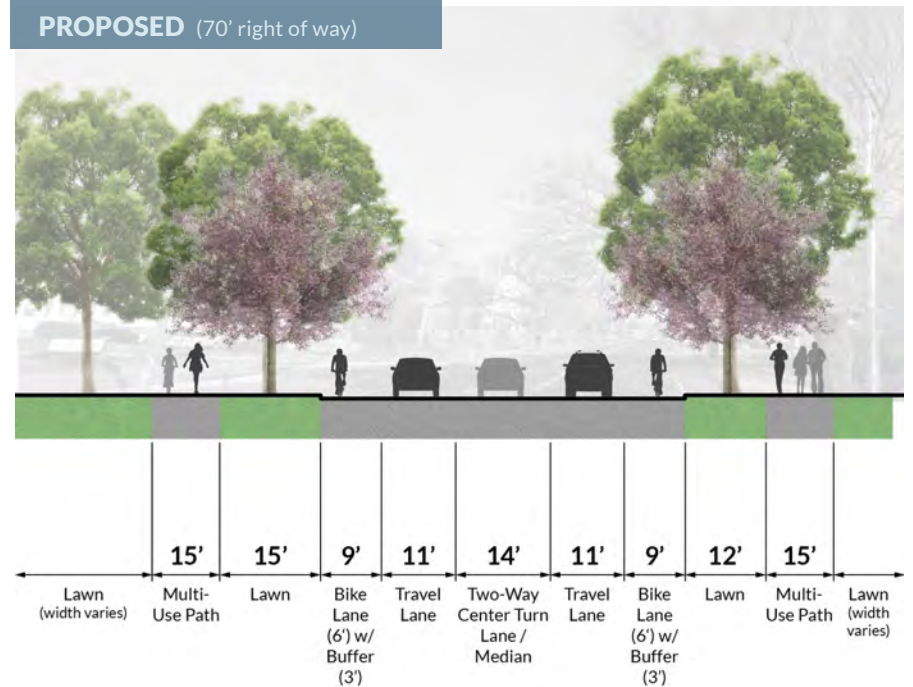 PROPOSED (70’ right of way)
15’ 15’ 9’ 11’ 14’ 11’ 9’ 12’ 15’
Lawn
(width varies)
Multi-
Use Path
Lawn
Bike
Lane
(6’) w/
Buffer
(3’)
Travel
Lane
Two-Way
Center Turn
Lane /
Median
Travel
Lane
Bike
Lane
(6’) w/
Buffer
(3’)
Lawn
Multi-
Use Path
Lawn
(width
varies)